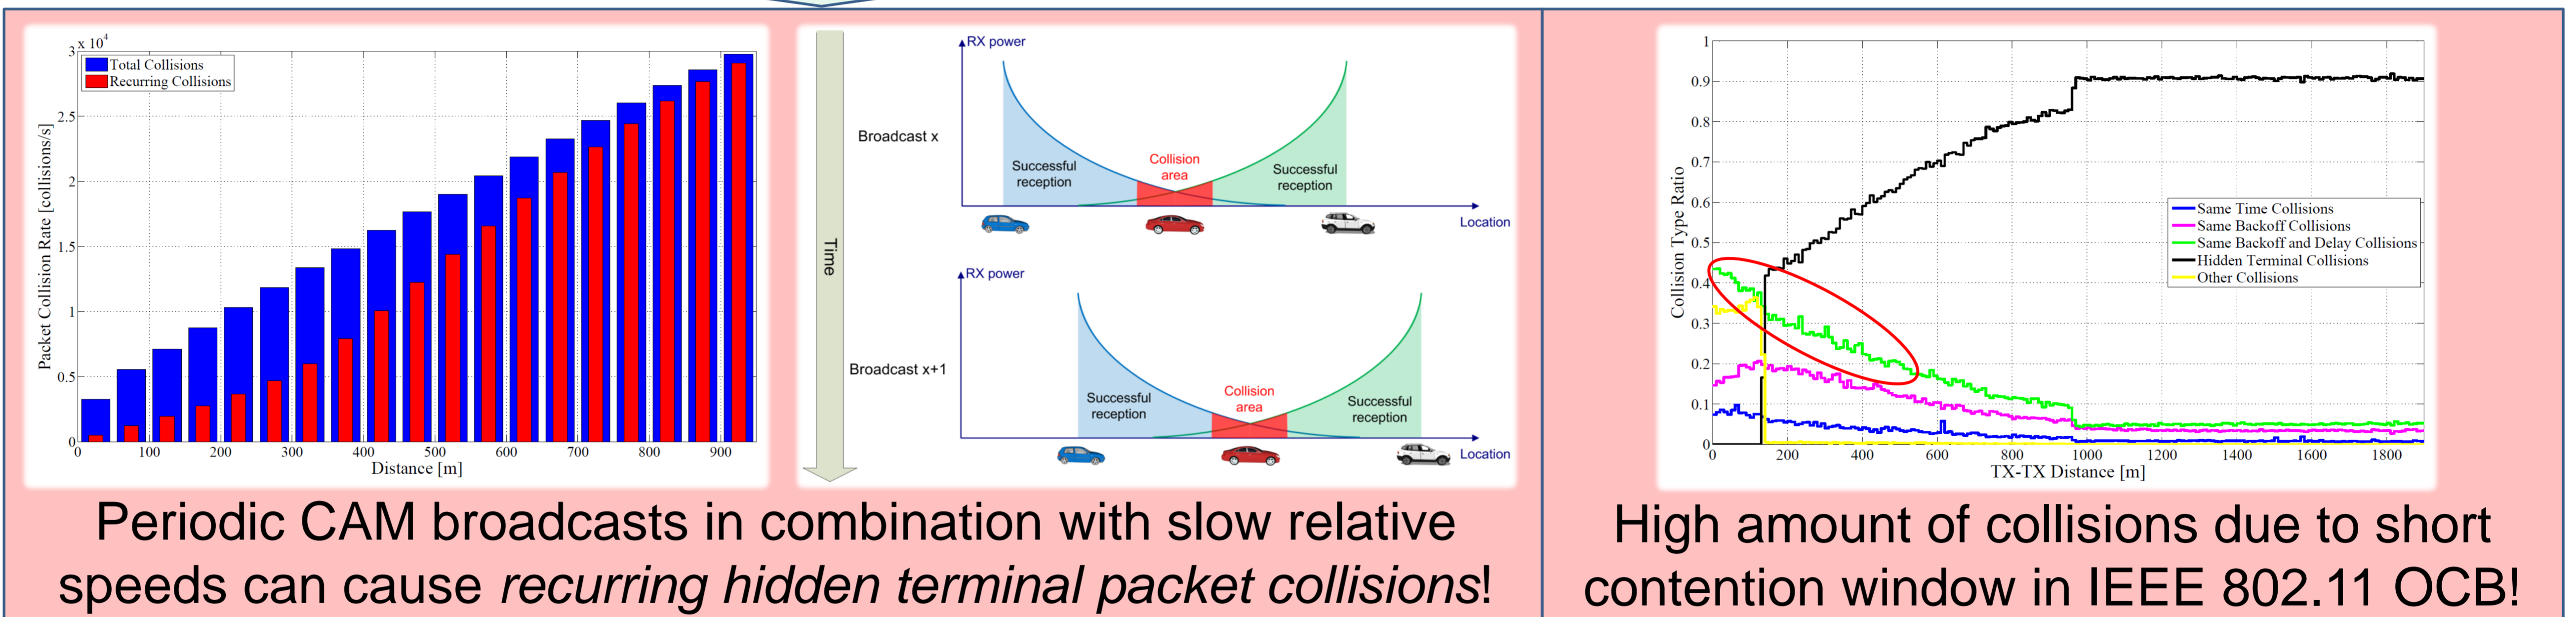 3 x 10^4
Total Collisions
Recurring Collisions
2.5
2
1.5
1
0.5
0
Packet Collision Rate [collisions/s]
0 100 200 300 400 500 600 700 800 900
Distance [m]
Time
RX power
Broadcast x
Successful
reception
Collision
area
Successful
reception
Location
RX power
Broadcast x+1
Successful
reception
Collision
area
Successful
reception
Location
Periodic CAM broadcasts in combination with slow relative
speeds can cause recurring hidden terminal packet collisions!
1
0.9
0.8
0.7
0.6
0.5
0.4
0.3
0.2
0.1
0
Collision Type Ratio
Same Time Collisions
Same Backoff Collisions
Same Backoff and Delay Collisions
Hidden Terminal Collisions
Other Collisions
0 200 400 600 800 1000 1200 1400 1600 1800
TX-TX Distance [m]
High amount of collisions due to short
contention window in IEEE 802.11 OCB!